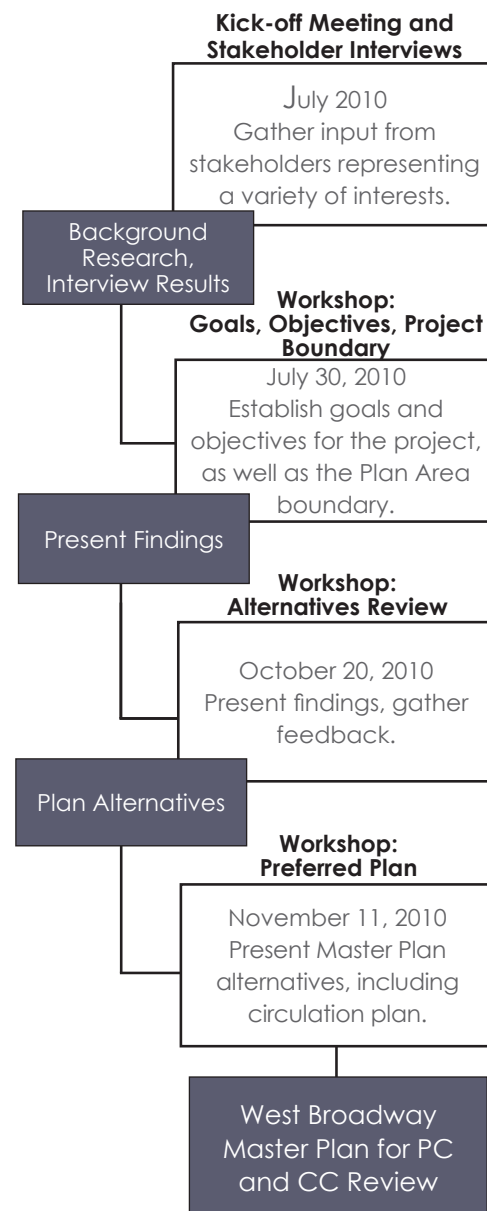 Kick-off Meeting and
Stakeholder Interviews
July 2010
Gather input from
stakeholders representing
a variety of interests.
Background
Research,
Interview Results
Workshop:
Goals, Objectives, Project
Boundary
July 30, 2010
Establish goals and
objectives for the project,
as well as the Plan Area
boundary.
Present Findings
Workshop:
Alternatives Review
October 20, 2010
Present findings, gather
feedback.
Plan Alternatives
Workshop:
Preferred Plan
November 11, 2010
Present Master Plan
alternatives, including
circulation plan.
West Broadway
Master Plan for PC
and CC Review